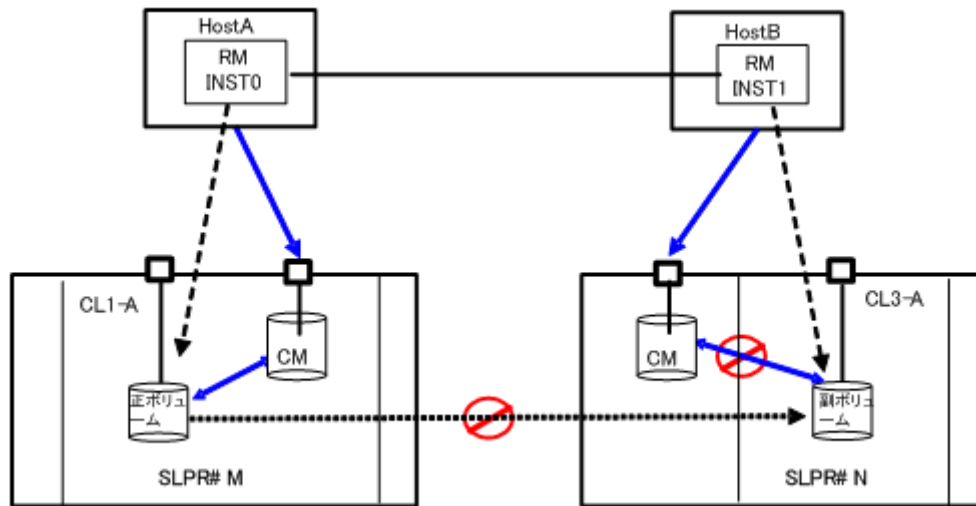 HostA
RM
INST0
HostB
RM
INST1
CL1-A
CM
正ボリュ
ーム
SLPR# M
CL3-A
CM
副ボリュ
ーム
SLPR# N